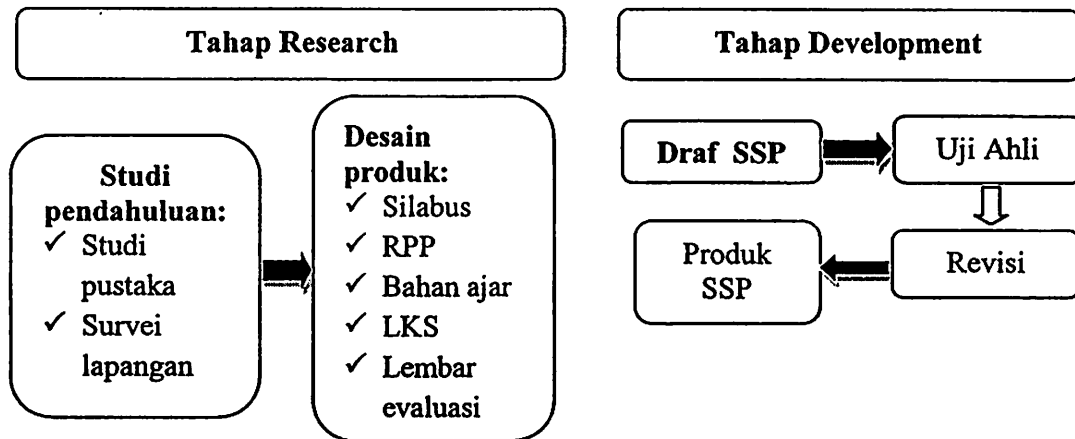 Tahap Research
Studi
pendahuluan:
✓ Studi
pustaka
✓ Survei
lapangan
Desain
produk:
✓ Silabus
✓ RPP
✓ Bahan ajar
✓ LKS
✓ Lembar
evaluasi
Tahap Development
Draf SSP
Uji Ahli
Revisi
Produk
SSP